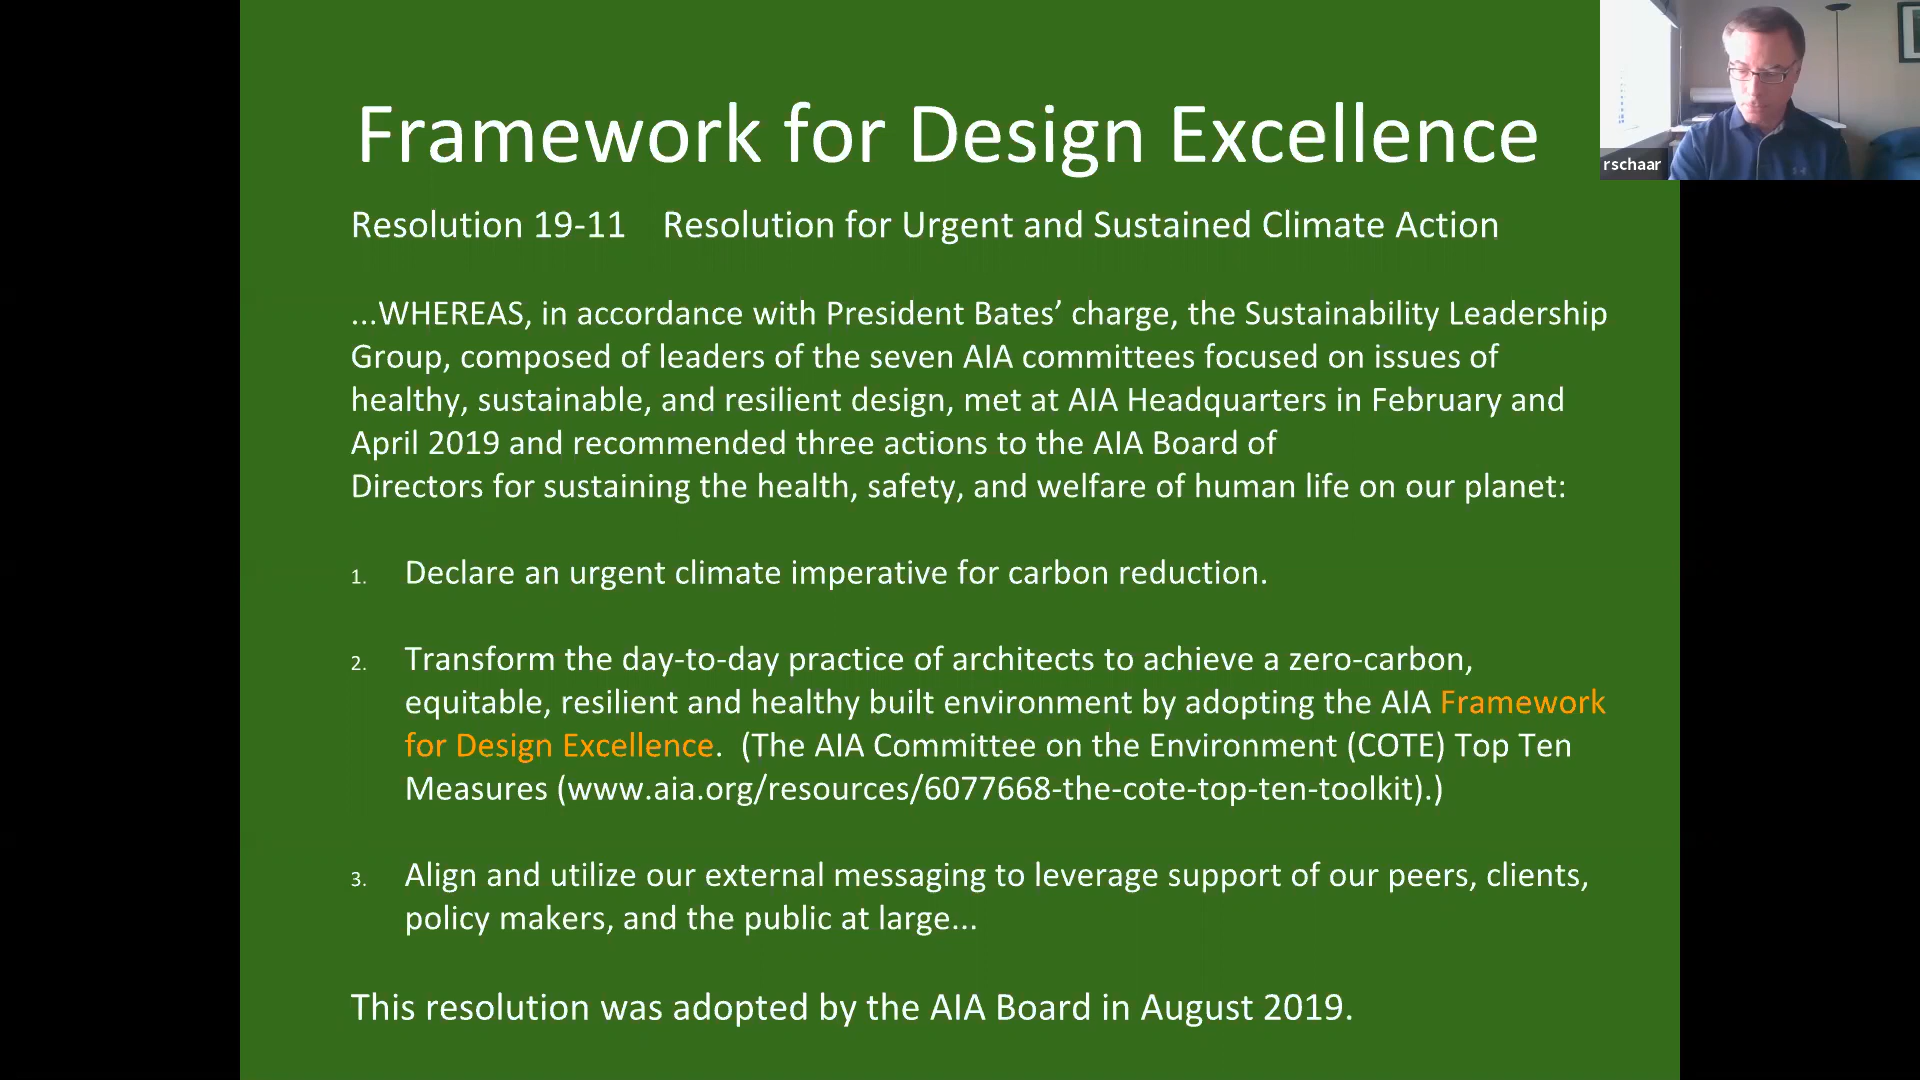 Framework for Design Excellence
rschaar
Resolution 19-11 Resolution for Urgent and Sustained Climate Action
...WHEREAS, in accordance with President Bates’ charge, the Sustainability Leadership
Group, composed of leaders of the seven AIA committees focused on issues of
healthy, sustainable, and resilient design, met at AIA Headquarters in February and
April 2019 and recommended three actions to the AIA Board of
Directors for sustaining the health, safety, and welfare of human life on our planet:
1. Declare an urgent climate imperative for carbon reduction.
2. Transform the day-to-day practice of architects to achieve a zero-carbon,
equitable, resilient and healthy built environment by adopting the AIA Framework
for Design Excellence. (The AIA Committee on the Environment (COTE) Top Ten
Measures (www.aia.org/resources/6077668-the-cote-top-ten-toolkit).)
3. Align and utilize our external messaging to leverage support of our peers, clients,
policy makers, and the public at large...
This resolution was adopted by the AIA Board in August 2019.